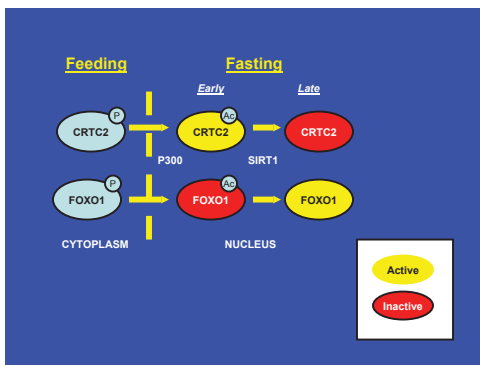 Feeding Fasting
Early Late
P Ac
CRTC2 CRTC2 CRTC2
P300 SIRT1
P Ac
FOXO1 FOXO1 FOXO1
CYTOPLASM NUCLEUS
Active
Inactive